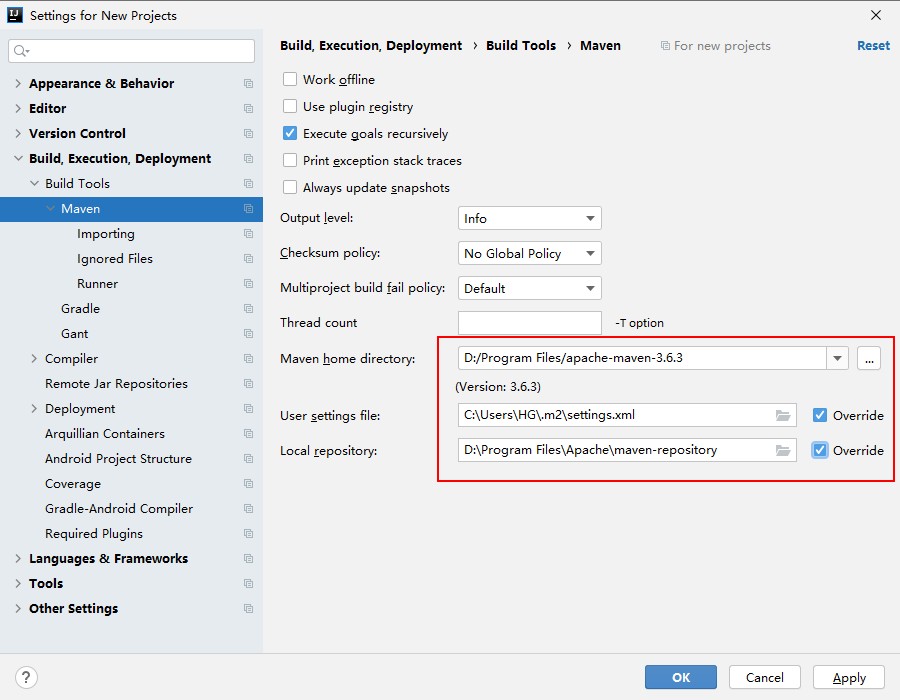 Settings for New Projects
Appearance & Behavior
Editor
Version Control
Build, Execution, Deployment
Build Tools
Maven
Importing
Ignored Files
Runner
Gradle
Gant
Compiler
Remote Jar Repositories
Deployment
Arquillian Containers
Android Project Structure
Coverage
Gradle-Android Compiler
Required Plugins
Languages & Frameworks
Tools
Other Settings
Build, Execution, Deployment › Build Tools › Maven For new projects Reset
Work offline
Use plugin registry
Execute goals recursively
Print exception stack traces
Always update snapshots
Output level: Info
Checksum policy: No Global Policy
Multiproject build fail policy: Default
Thread count -T option
Maven home directory: D:/Program Files/apache-maven-3.6.3 ...
(Version: 3.6.3)
User settings file: C:\Users\HG\.m2\settings.xml Override
Local repository: D:\Program Files\Apache\maven-repository Override
? OK Cancel Apply